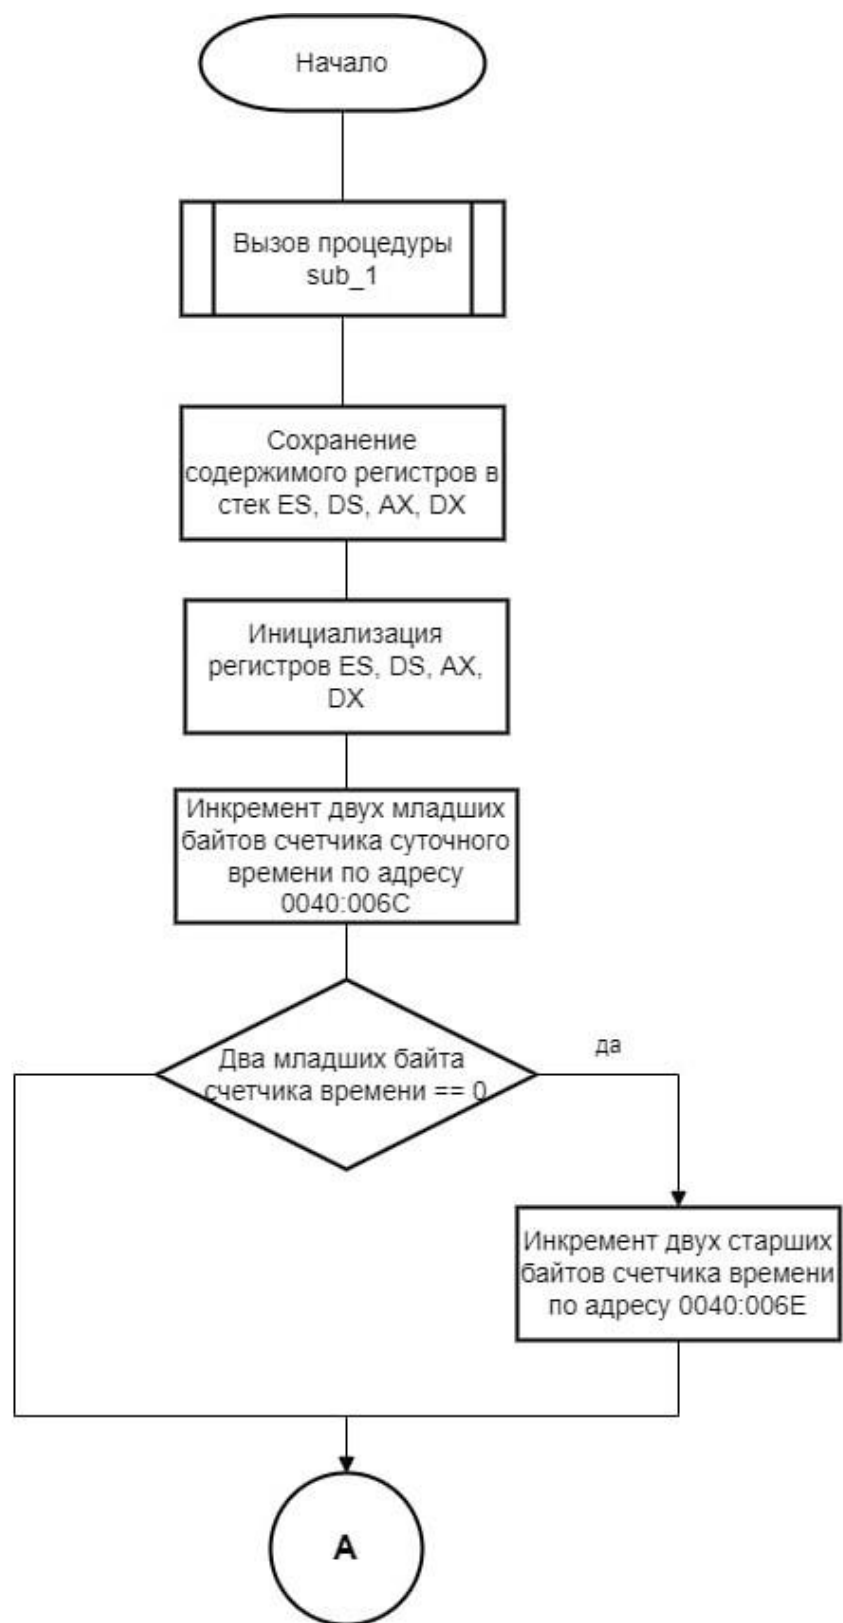 Начало
Вызов процедуры
sub_1
Сохранение
содержимого регистров в
стек ES, DS, AX, DX
Инициализация
регистров ES, DS, AX,
DX
Инкремент двух младших
байтов счетчика суточного
времени по адресу
0040:006C
Два младших байта
счетчика времени == 0
да
Инкремент двух старших
байтов счетчика времени
по адресу 0040:006E
A